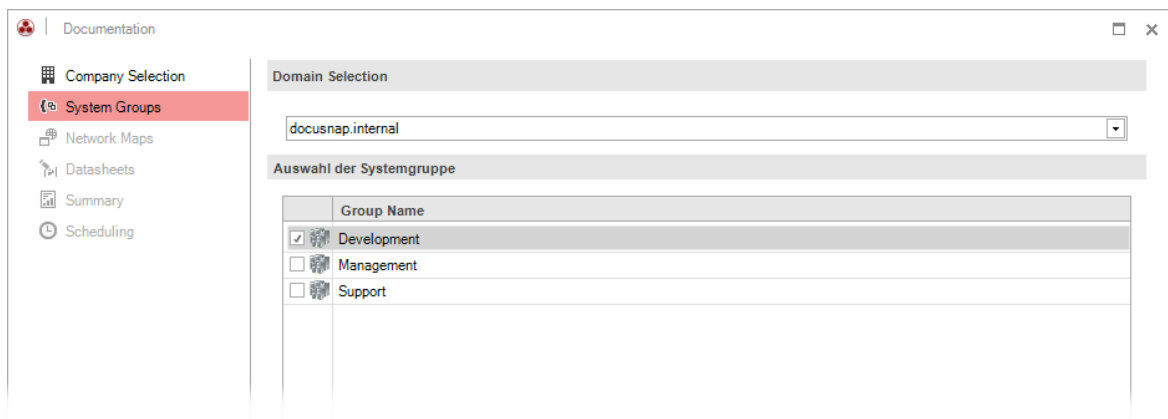 Documentation
Company Selection
System Groups
Network Maps
Datasheets
Summary
Scheduling
Domain Selection
docusnap.internal
Auswahl der Systemgruppe
Group Name
Development
Management
Support